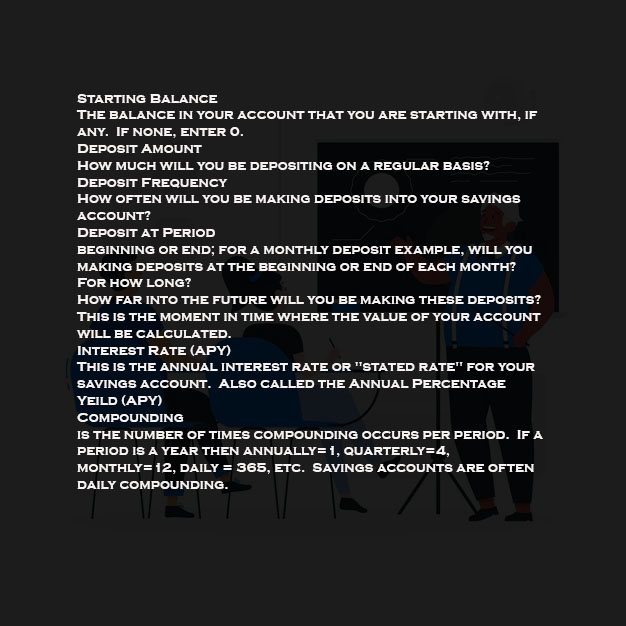 Starting Balance
The balance in your account that you are starting with, if
any.  If none, enter 0.
Deposit Amount
How much will you be depositing on a regular basis?
Deposit Frequency
How often will you be making deposits into your savings
account?
Deposit at Period
beginning or end; for a monthly deposit example, will you
making deposits at the beginning or end of each month?
For how long?
How far into the future will you be making these deposits?
This is the moment in time where the value of your account
will be calculated.
Interest Rate (APY)
This is the annual interest rate or "stated rate" for your
savings account.  Also called the Annual Percentage
Yeild (APY)
Compounding
is the number of times compounding occurs per period.  If a
period is a year then annually=1, quarterly=4,
monthly=12, daily = 365, etc.  Savings accounts are often
daily compounding.